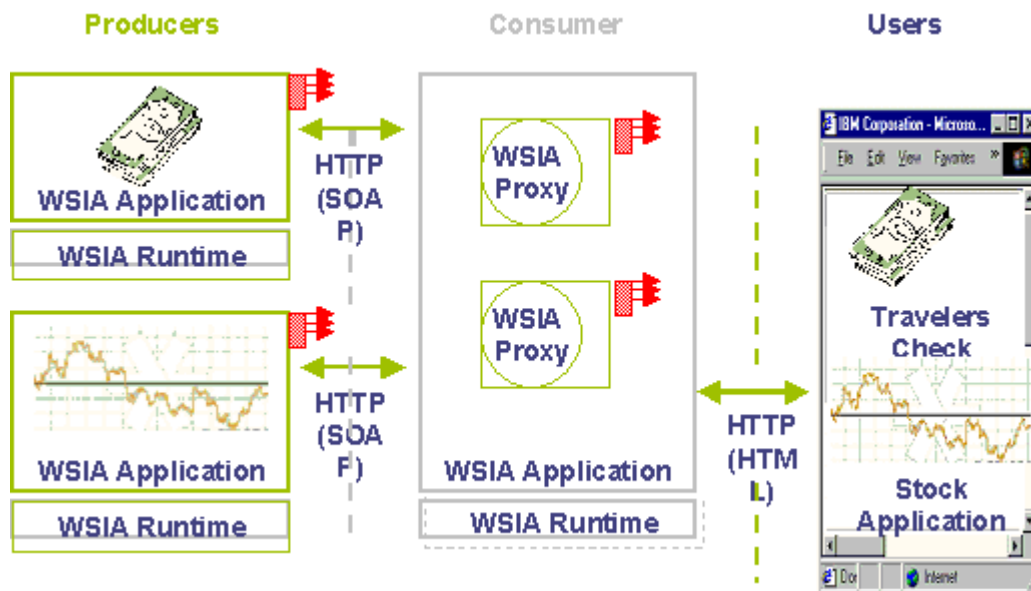 Producers
Consumer
Users
WSIA Application
WSIA Runtime
HTTP
(SOA
P)
WSIA
Proxy
WSIA Application
WSIA Runtime
HTTP
(SOA
P)
WSIA
Proxy
WSIA Application
WSIA Runtime
HTTP
(HTM
L)
IBM Corporation - Microso...
File Edit View Favorites »
Travelers
Check
Stock
Application
Internet